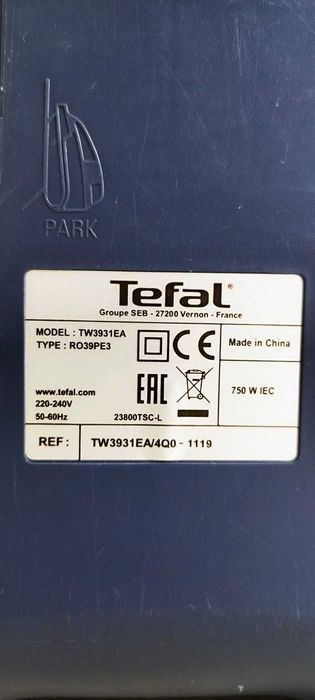 PARK
Tefal®
Groupe SEB - 27200 Vernon - France
MODEL : TW3931EA
TYPE : RO39PE3
CE
Made in China
www.tefal.com
220-240V
50-60Hz
EAC
23800TSC-L
750 W IEC
REF : TW3931EA/4Q0 - 1119